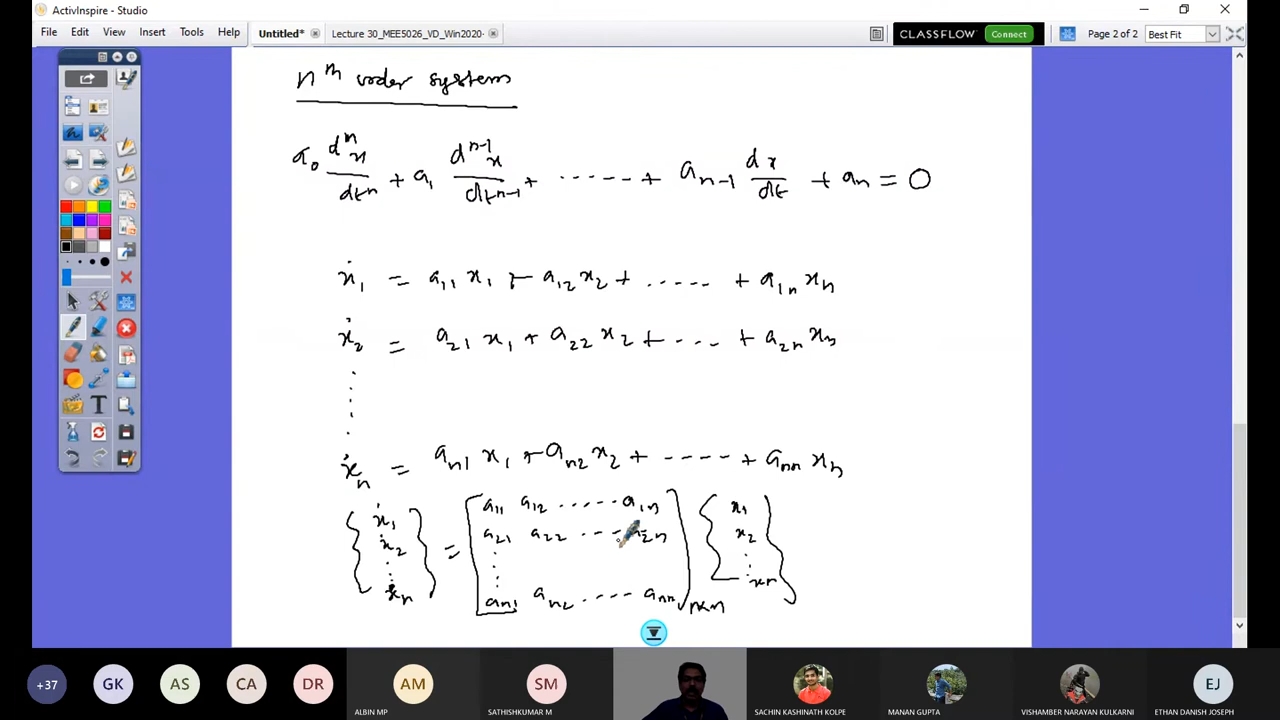 ActivInspire - Studio
File Edit View Insert Tools Help Untitled* Lecture 30_MEE5026_VD_Win2020- CLASSFLOW Connect Page 2 of 2 Best Fit
nth order system
a₀ dⁿx/dtⁿ + a₁ dⁿ⁻¹x/dtⁿ⁻¹ + ...... + aₙ₋₁ dx/dt + aₙ = 0
ẋ₁ = a₁₁ x₁ + a₁₂ x₂ + ..... + a₁ₙ xₙ
ẋ₂ = a₂₁ x₁ + a₂₂ x₂ + ... + a₂ₙ xₙ
⋮
ẋₙ = aₙ₁ x₁ + aₙ₂ x₂ + ..... + aₙₙ xₙ
{ẋ₁ ẋ₂ ⋮ ẋₙ} = [a₁₁ a₁₂ ..... a₁ₙ
a₂₁ a₂₂ ... a₂ₙ
⋮
aₙ₁ aₙ₂ .... aₙₙ]ₙₓₙ {x₁ x₂ ⋮ xₙ}
+37 GK AS CA DR AM SM EJ
ALBIN MP SATHISHKUMAR M SACHIN KASHINATH KOLPE MANAN GUPTA VISHAMBER NARAYAN KULKARNI ETHAN DANISH JOSEPH